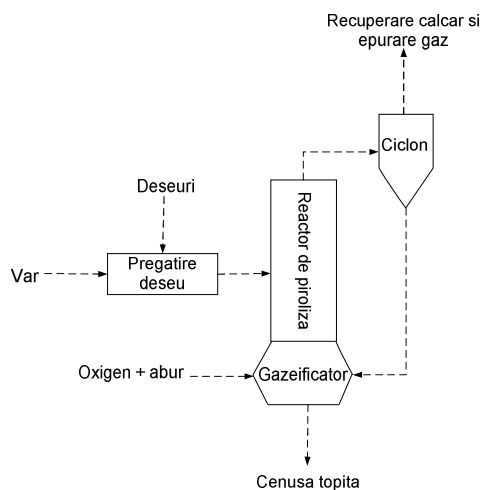 Recuperare calcar si
epurare gaz
Ciclon
Deseuri
Reactor de piroliza
Pregatire
deseu
Var
Oxigen + abur
Gazeificator
Cenusa topita